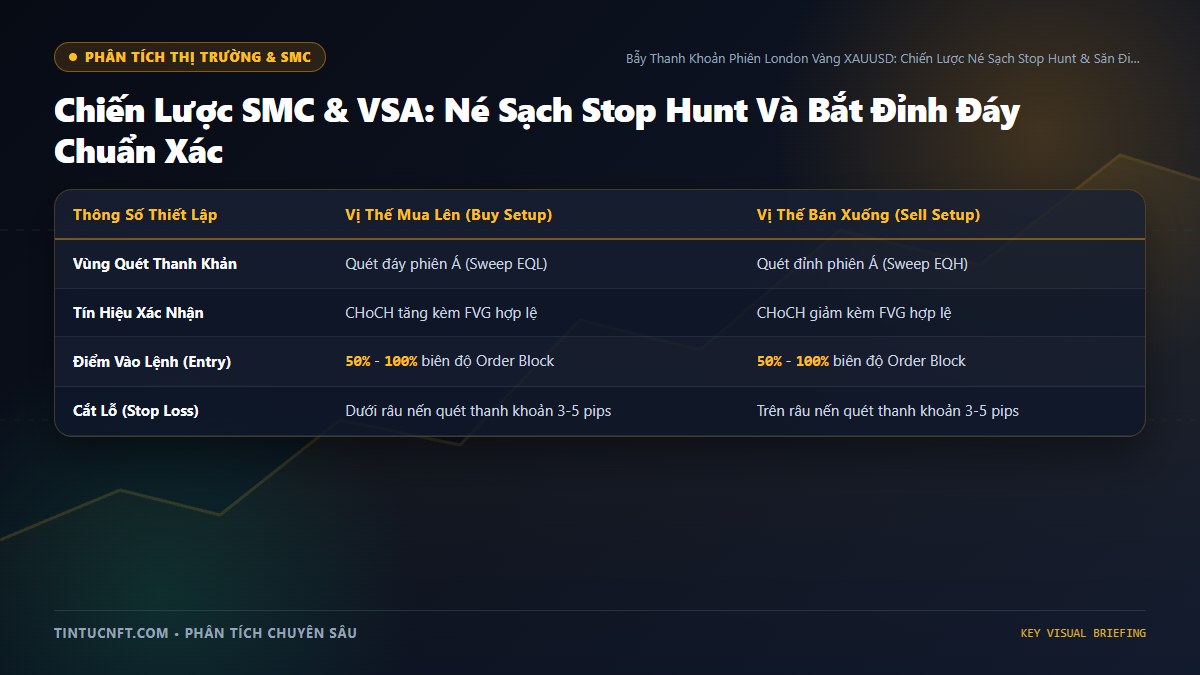 PHÂN TÍCH THỊ TRƯỜNG & SMC
Bẫy Thanh Khoản Phiên London Vàng XAUUSD: Chiến Lược Né Sạch Stop Hunt & Săn Đi...
Chiến Lược SMC & VSA: Né Sạch Stop Hunt Và Bắt Đỉnh Đáy
Chuẩn Xác
Thông Số Thiết Lập Vị Thế Mua Lên (Buy Setup) Vị Thế Bán Xuống (Sell Setup)
Vùng Quét Thanh Khản Quét đáy phiên Á (Sweep EQL) Quét đỉnh phiên Á (Sweep EQH)
Tín Hiệu Xác Nhận CHoCH tăng kèm FVG hợp lệ CHoCH giảm kèm FVG hợp lệ
Điểm Vào Lệnh (Entry) 50% - 100% biên độ Order Block 50% - 100% biên độ Order Block
Cắt Lỗ (Stop Loss) Dưới râu nến quét thanh khoản 3-5 pips Trên râu nến quét thanh khoản 3-5 pips
TINTUCNFT.COM • PHÂN TÍCH CHUYÊN SÂU
KEY VISUAL BRIEFING